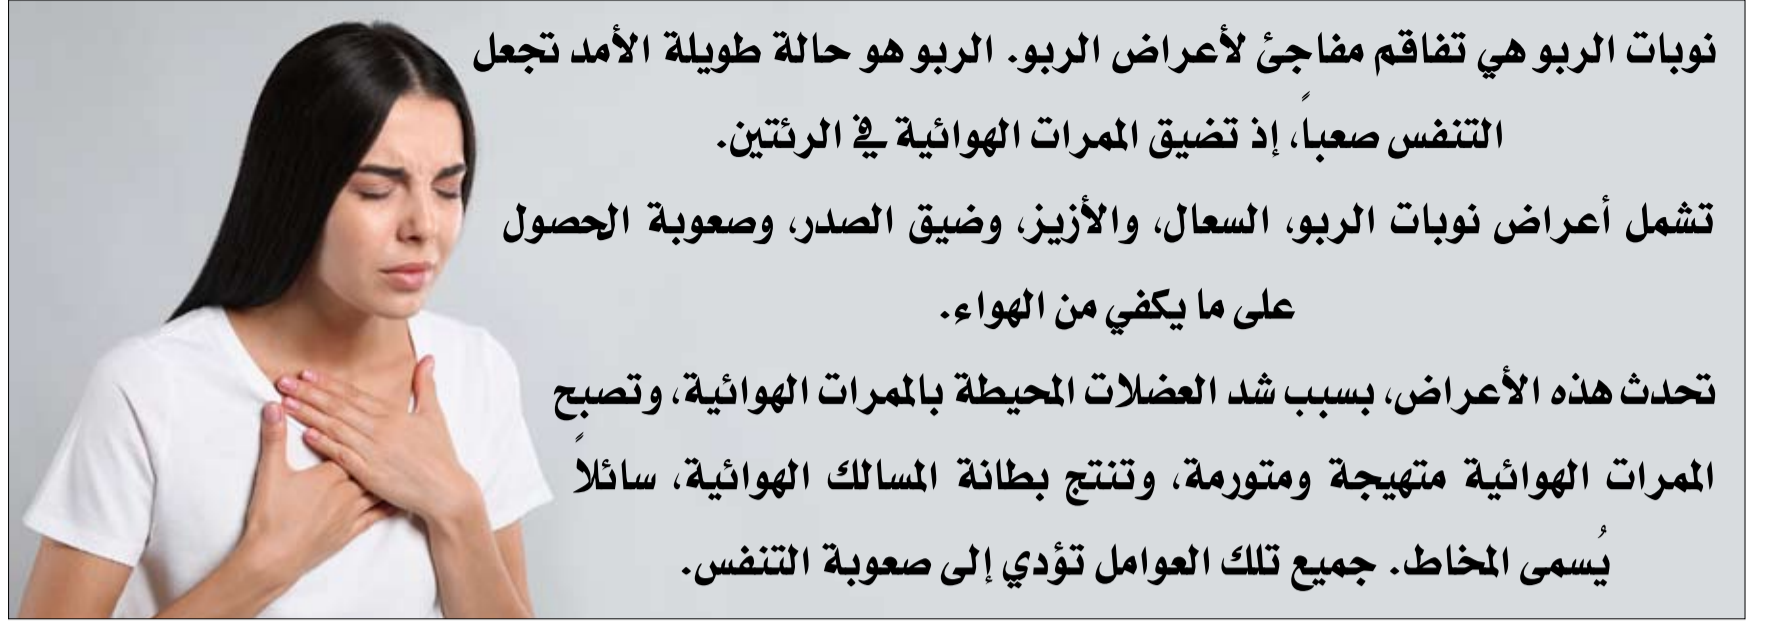 نوبات الربو هي تفاقم مفاجئ لأعراض الربو. الربو هو حالة طويلة الأمد تجعل
التنفس صعباً، إذ تضيق الممرات الهوائية في الرئتين.
تشمل أعراض نوبات الربو، السعال، والأزيز، وضيق الصدر، وصعوبة الحصول
على ما يكفي من الهواء.
تحدث هذه الأعراض، بسبب شد العضلات المحيطة بالممرات الهوائية، وتصبح
الممرات الهوائية متهيجة ومتورمة، وتنتج بطانة المسالك الهوائية، سائلاً
يُسمى المخاط. جميع تلك العوامل تؤدي إلى صعوبة التنفس.